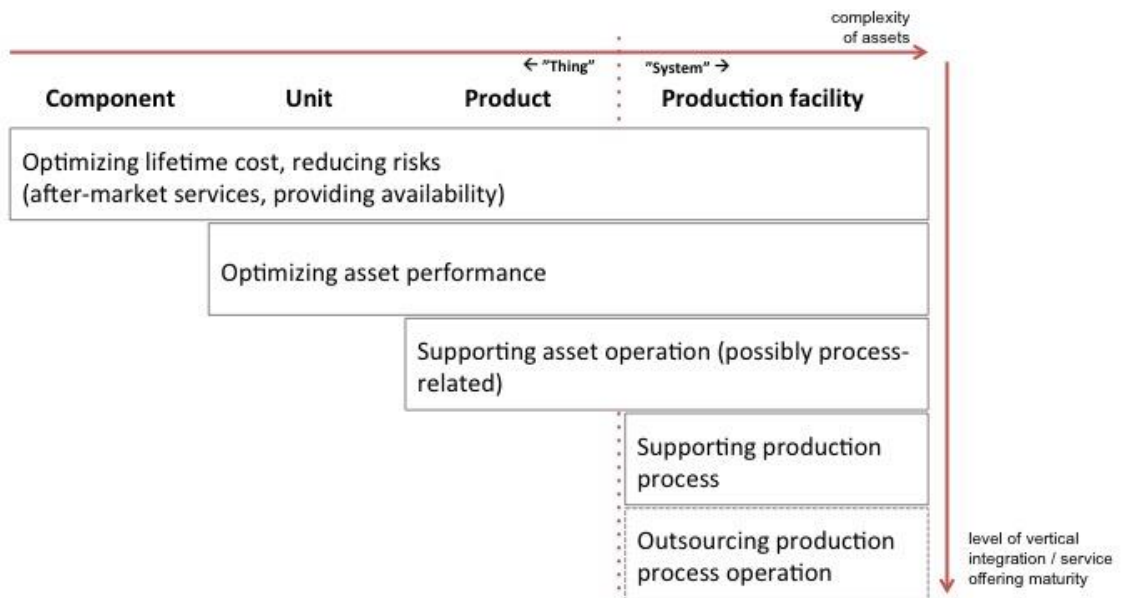 complexity
of assets
← "Thing"
"System" →
Component
Unit
Product
Production facility
Optimizing lifetime cost, reducing risks
(after-market services, providing availability)
Optimizing asset performance
Supporting asset operation (possibly process-
related)
Supporting production
process
Outsourcing production
process operation
level of vertical
integration / service
offering maturity